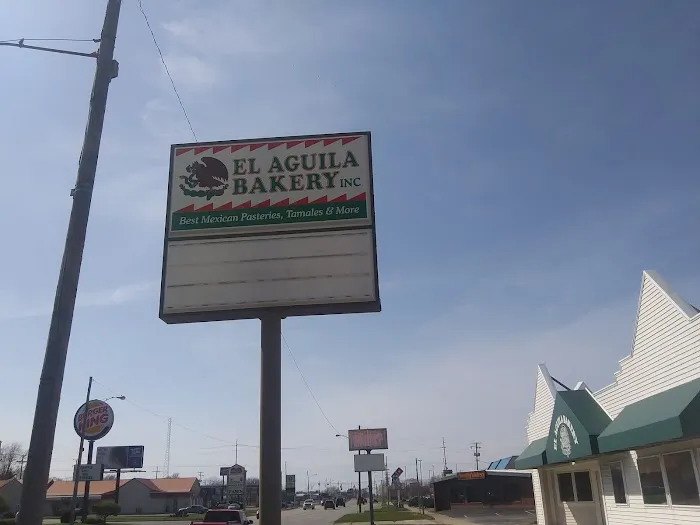 EL AGUILA
BAKERY INC
Best Mexican Pasteries, Tamales & More
BURGER
KING